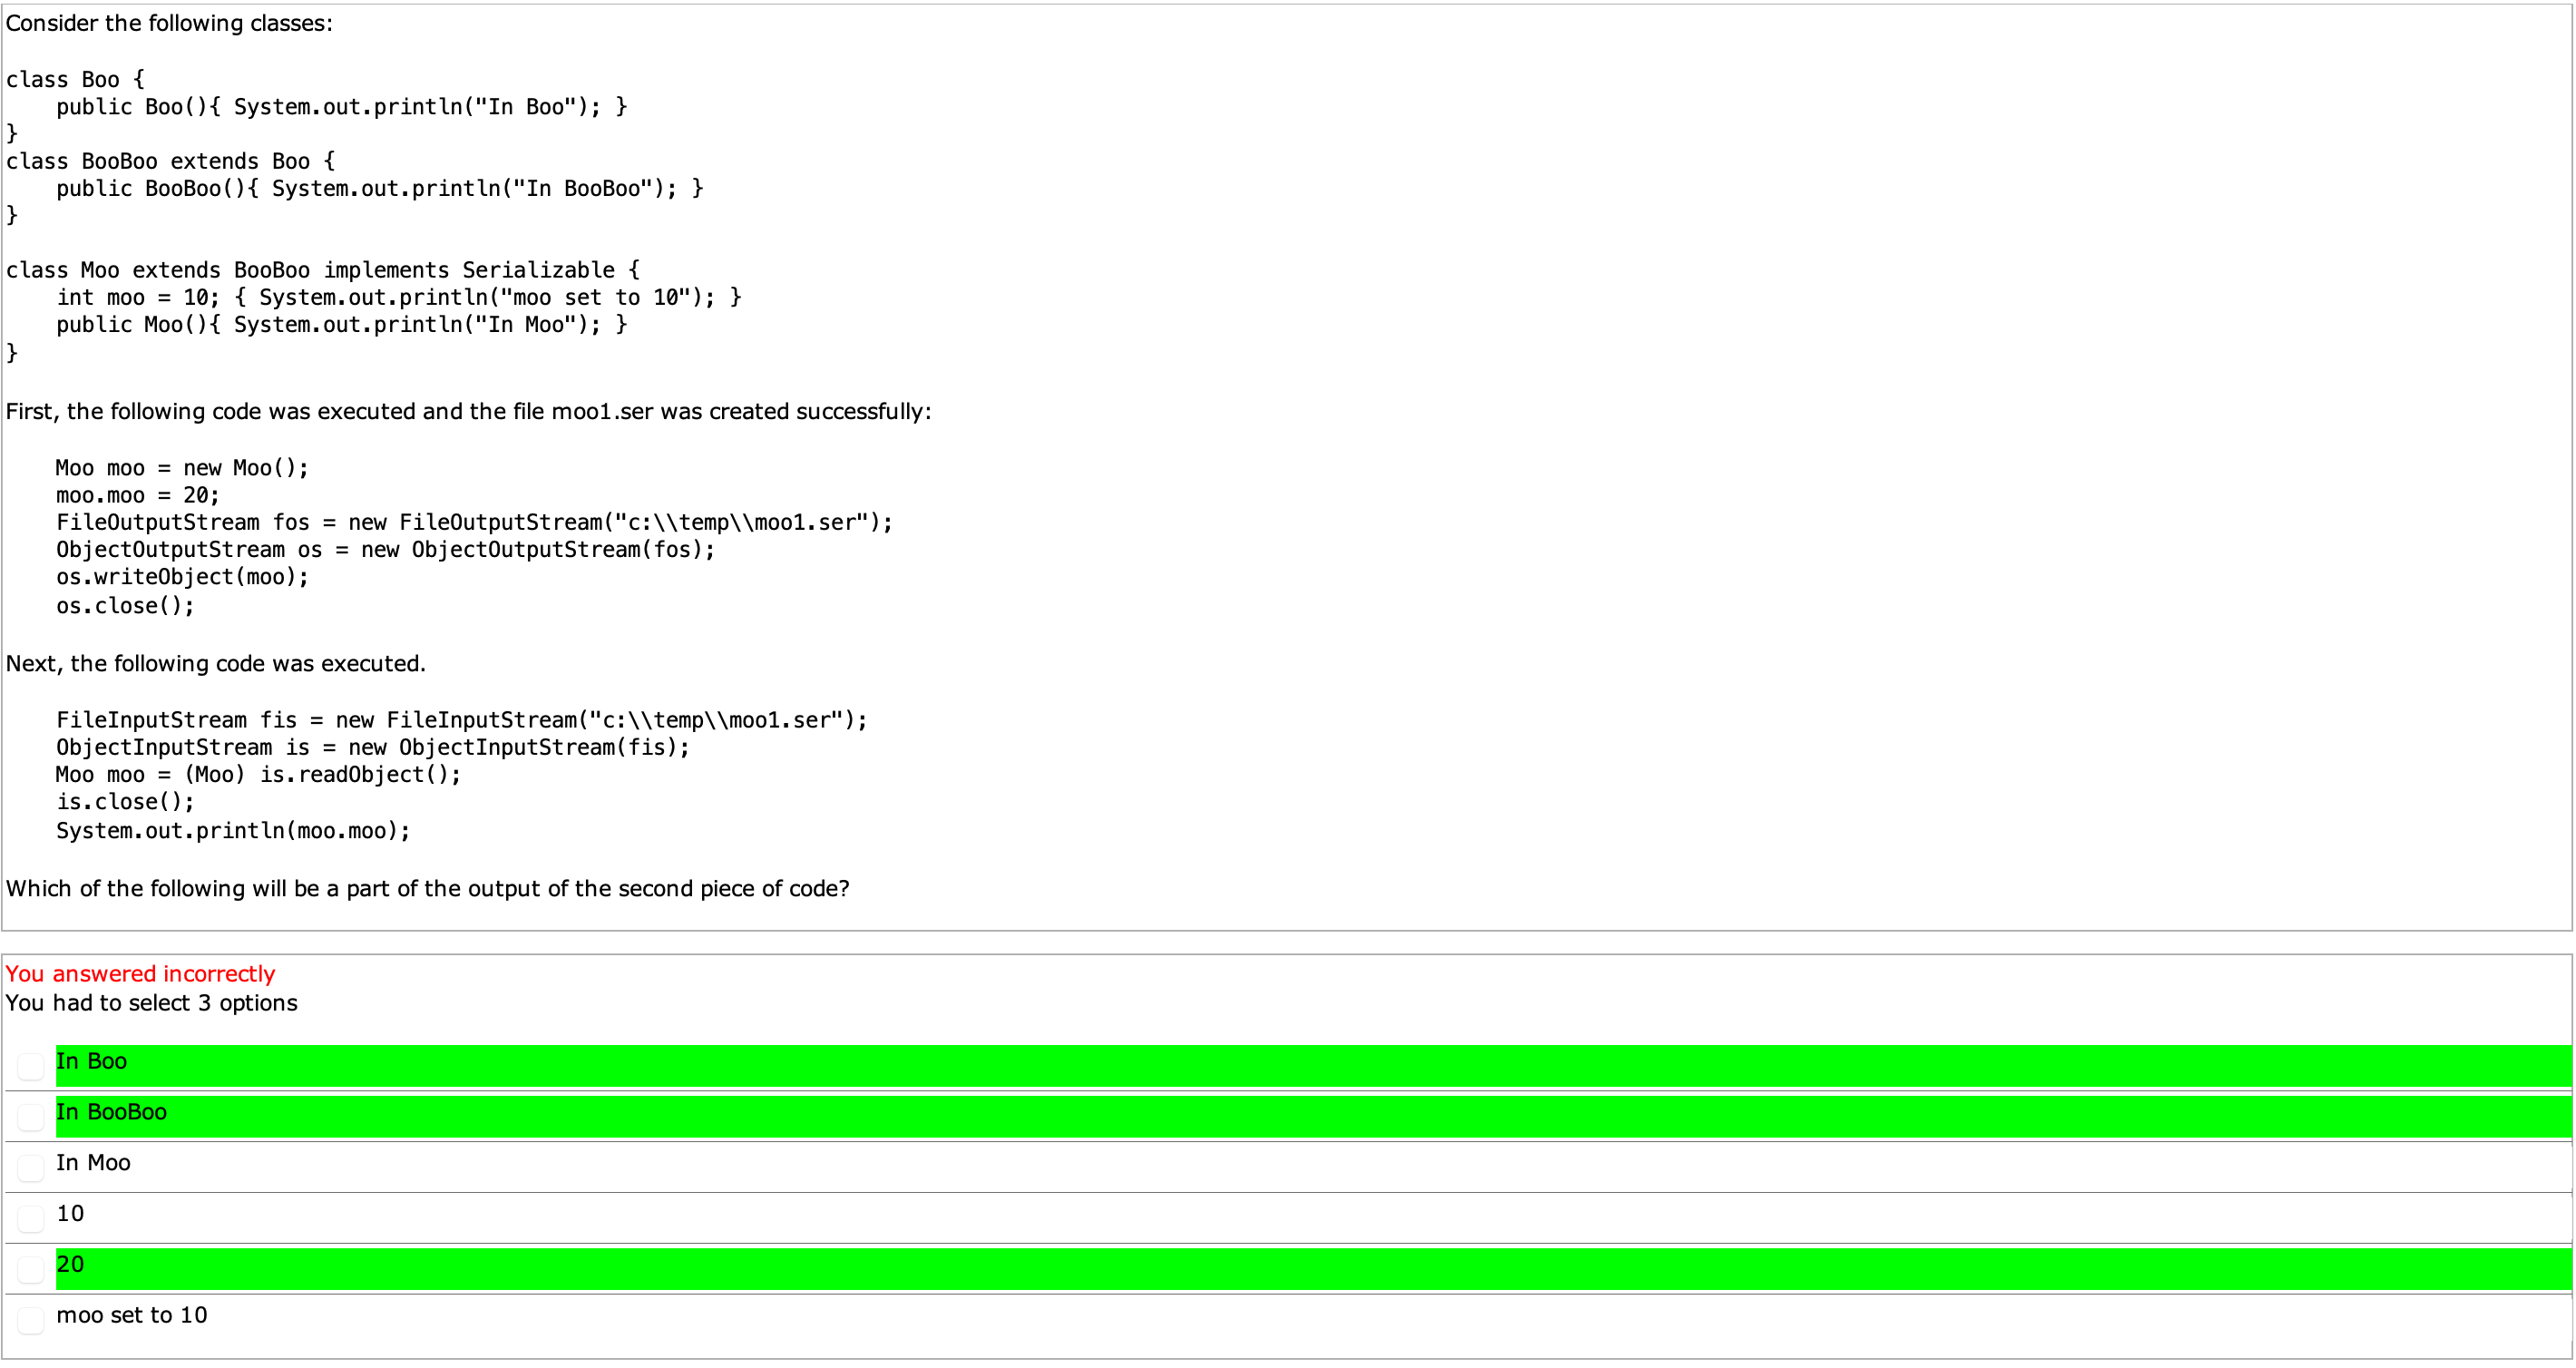 Consider the following classes:
class Boo {
    public Boo(){ System.out.println("In Boo"); }
}
class BooBoo extends Boo {
    public BooBoo(){ System.out.println("In BooBoo"); }
}
class Moo extends BooBoo implements Serializable {
    int moo = 10; { System.out.println("moo set to 10"); }
    public Moo(){ System.out.println("In Moo"); }
}
First, the following code was executed and the file moo1.ser was created successfully:
    Moo moo = new Moo();
    moo.moo = 20;
    FileOutputStream fos = new FileOutputStream("c:\\temp\\moo1.ser");
    ObjectOutputStream os = new ObjectOutputStream(fos);
    os.writeObject(moo);
    os.close();
Next, the following code was executed.
    FileInputStream fis = new FileInputStream("c:\\temp\\moo1.ser");
    ObjectInputStream is = new ObjectInputStream(fis);
    Moo moo = (Moo) is.readObject();
    is.close();
    System.out.println(moo.moo);
Which of the following will be a part of the output of the second piece of code?
You answered incorrectly
You had to select 3 options
In Boo
In BooBoo
In Moo
10
20
moo set to 10